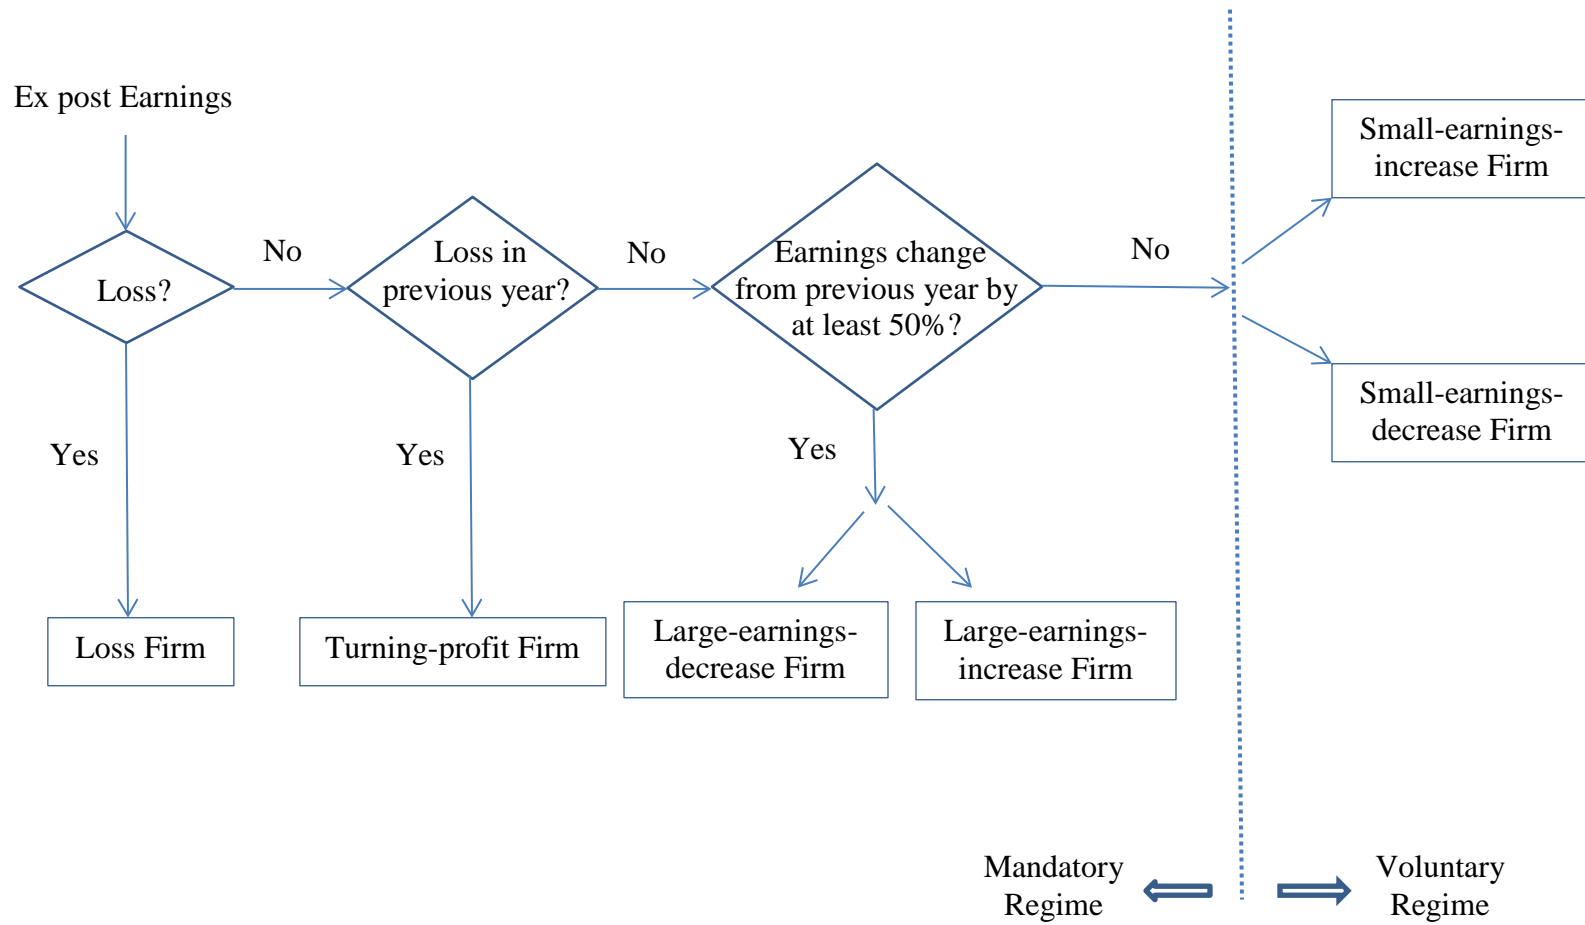 Ex post Earnings
Small-earnings-
increase Firm
Loss?
No
Loss in
previous year?
No
Earnings change
from previous year by
at least 50%?
No
Small-earnings-
decrease Firm
Yes
Yes
Yes
Loss Firm
Turning-profit Firm
Large-earnings-
decrease Firm
Large-earnings-
increase Firm
Mandatory
Regime
Voluntary
Regime